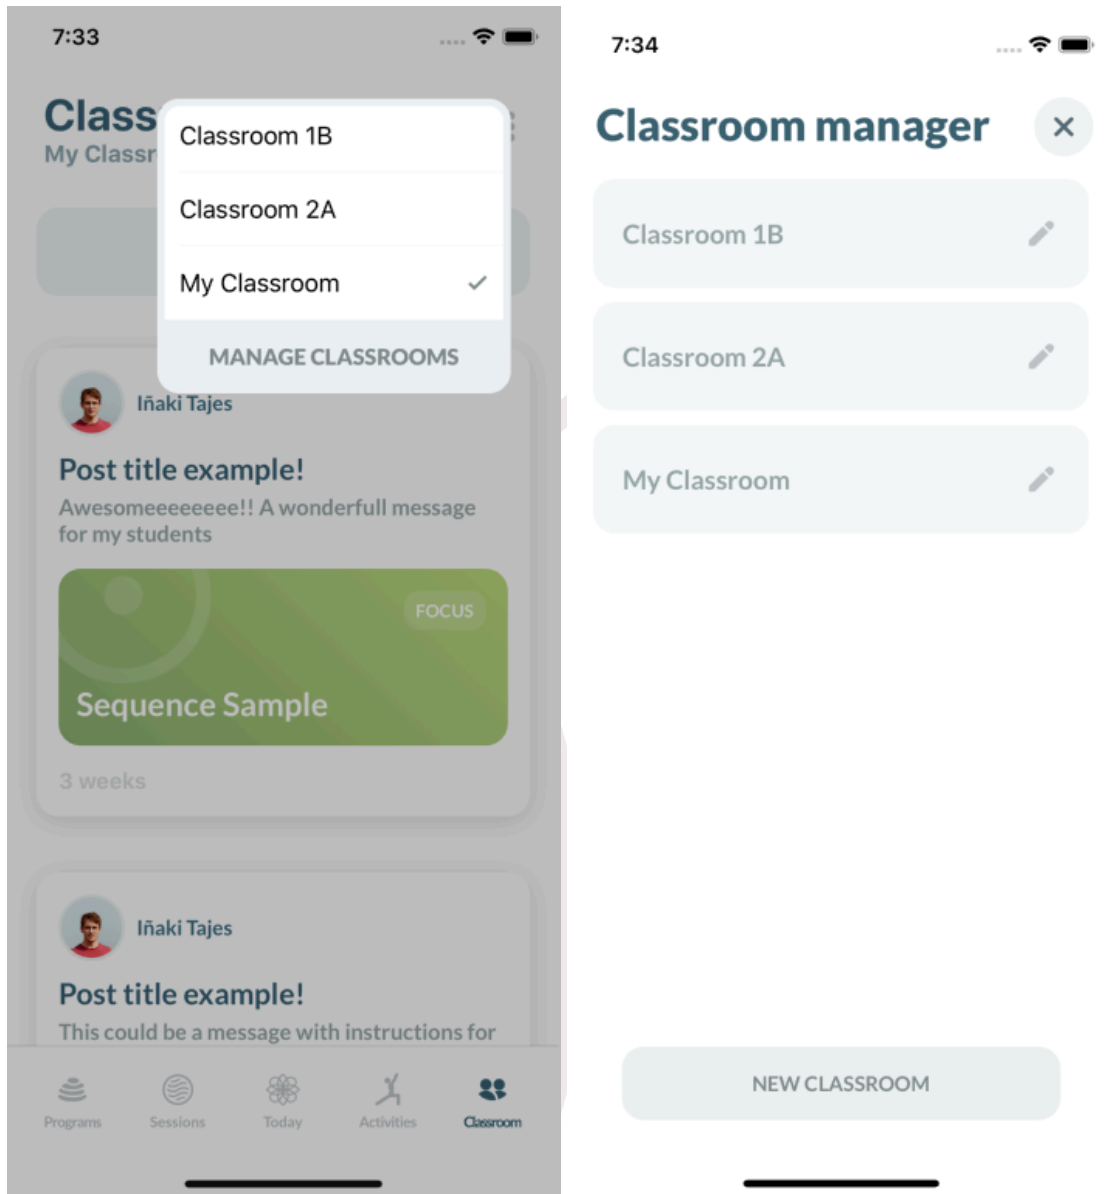 7:33
Class
My Classr
Classroom 1B
Classroom 2A
My Classroom
MANAGE CLASSROOMS
Iñaki Tajes
Post title example!
Awesomeeeeeeee!! A wonderfull message
for my students
FOCUS
Sequence Sample
3 weeks
Iñaki Tajes
Post title example!
This could be a message with instructions for
Programs
Sessions
Today
Activities
Classroom
7:34
Classroom manager
Classroom 1B
Classroom 2A
My Classroom
NEW CLASSROOM